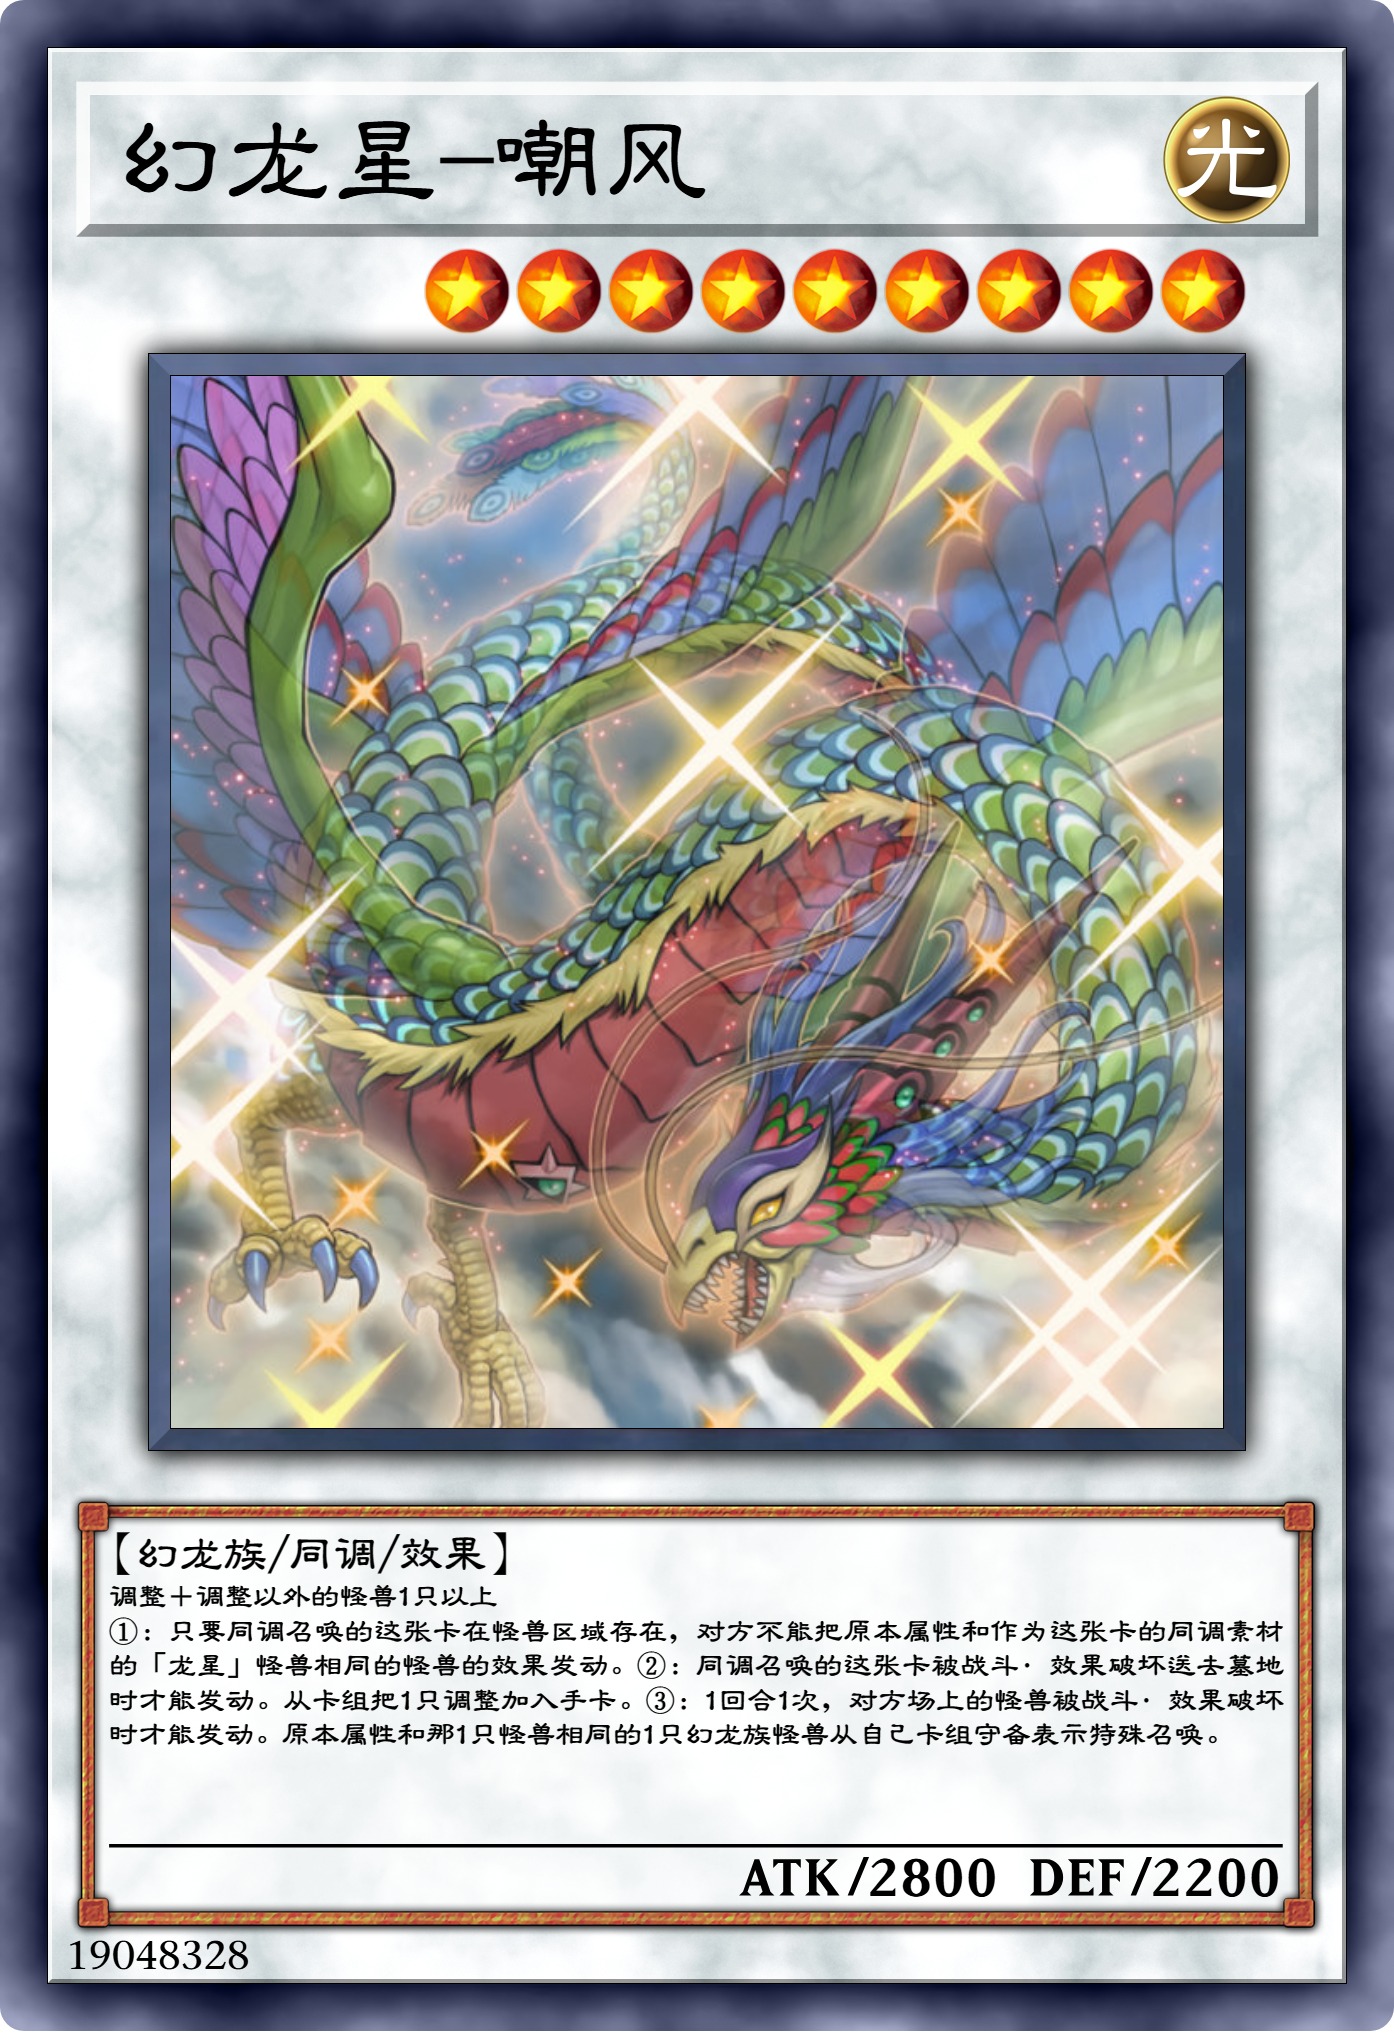 幻龙星-嘲风
光
【幻龙族/同调/效果】
调整＋调整以外的怪兽1只以上
①：只要同调召唤的这张卡在怪兽区域存在，对方不能把原本属性和作为这张卡的同调素材
的「龙星」怪兽相同的怪兽的效果发动。②：同调召唤的这张卡被战斗·效果破坏送去墓地
时才能发动。从卡组把1只调整加入手卡。③：1回合1次，对方场上的怪兽被战斗·效果破坏
时才能发动。原本属性和那1只怪兽相同的1只幻龙族怪兽从自己卡组守备表示特殊召唤。
ATK/2800 DEF/2200
19048328